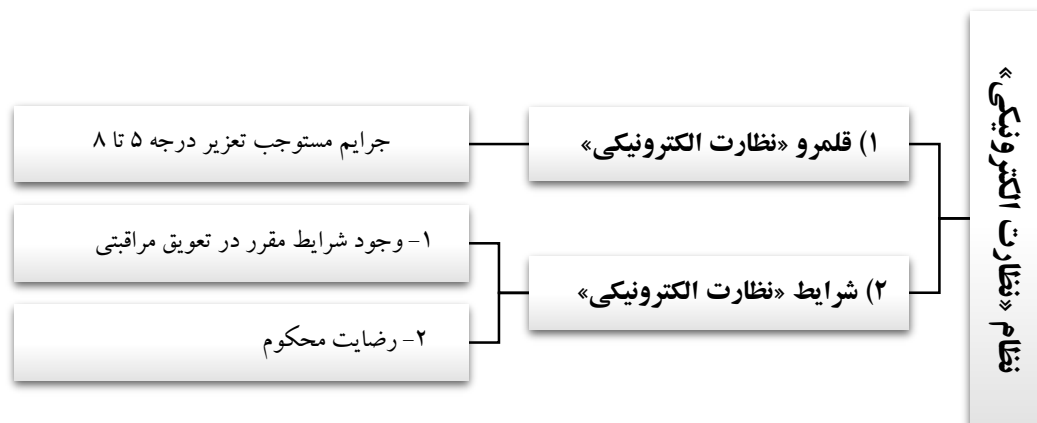 نظام «نظارت الکترونیکی»
۱) قلمرو «نظارت الکترونیکی»
جرایم مستوجب تعزیر درجه ۵ تا ۸
۲) شرایط «نظارت الکترونیکی»
۱- وجود شرایط مقرر در تعویق مراقبتی
۲- رضایت محکوم